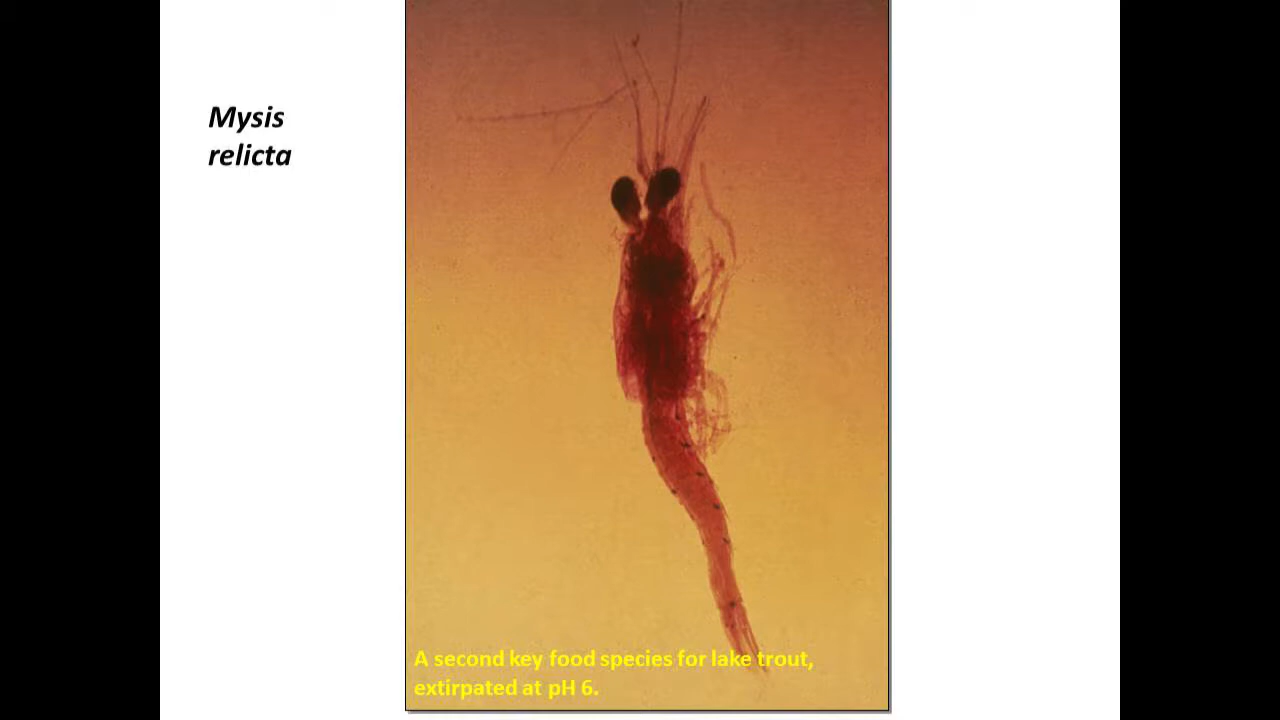 Mysis
relicta
A second key food species for lake trout,
extirpated at pH 6.